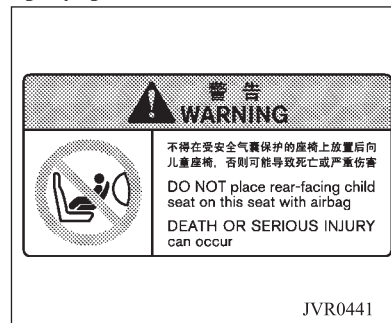 警 告
WARNING
不得在受安全气囊保护的座椅上放置后向
儿童座椅，否则可能导致死亡或严重伤害
DO NOT place rear-facing child
seat on this seat with airbag
DEATH OR SERIOUS INJURY
can occur
JVR0441